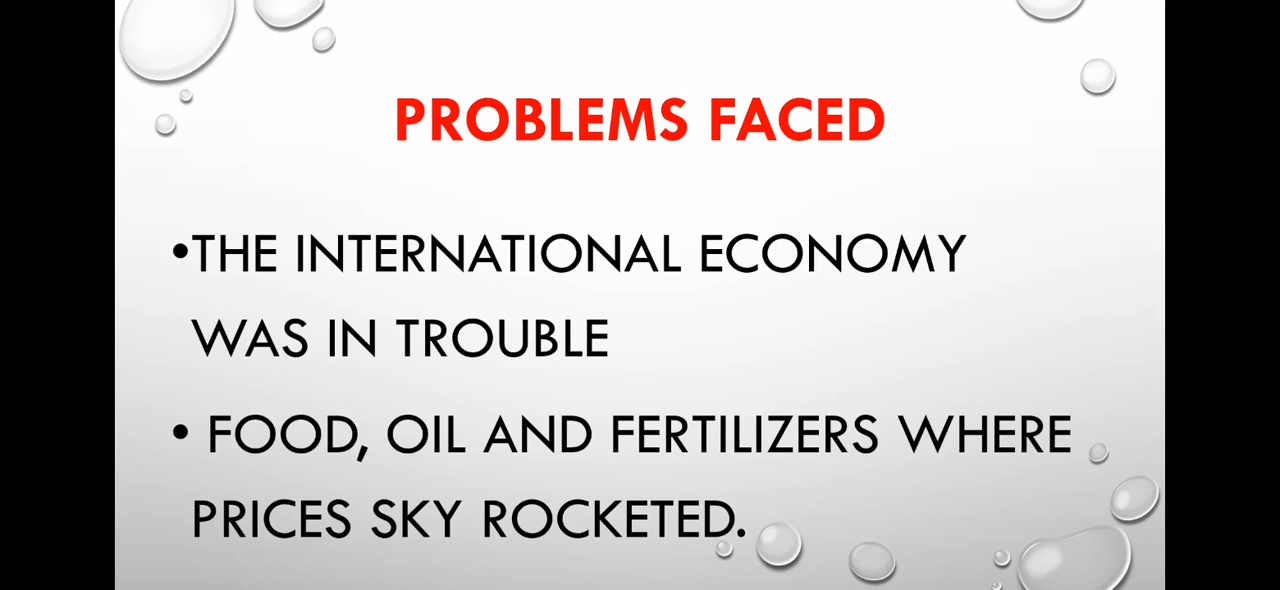 PROBLEMS FACED
•THE INTERNATIONAL ECONOMY
WAS IN TROUBLE
• FOOD, OIL AND FERTILIZERS WHERE
PRICES SKY ROCKETED.